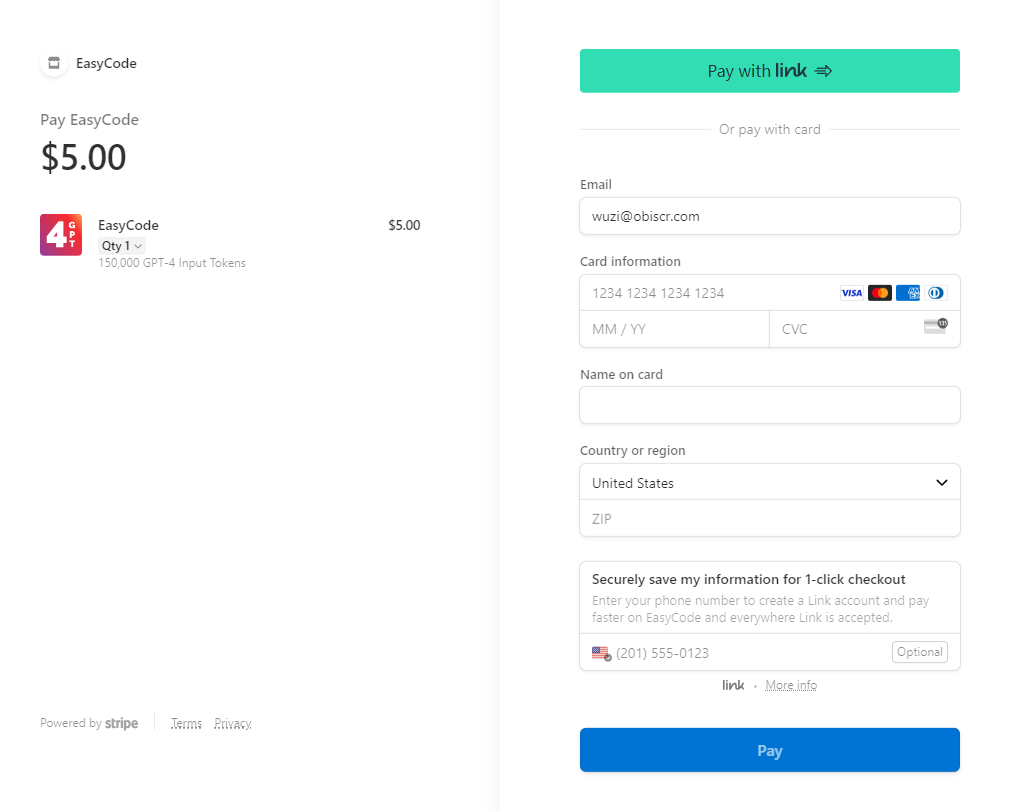 EasyCode
Pay EasyCode
$5.00
4 GPT
EasyCode $5.00
Qty 1
150,000 GPT-4 Input Tokens
Powered by stripe Terms Privacy
Pay with link
Or pay with card
Email
wuzi@obiscr.com
Card information
1234 1234 1234 1234 VISA AMEX
MM / YY CVC 135
Name on card
Country or region
United States
ZIP
Securely save my information for 1-click checkout
Enter your phone number to create a Link account and pay
faster on EasyCode and everywhere Link is accepted.
(201) 555-0123 Optional
link • More info
Pay